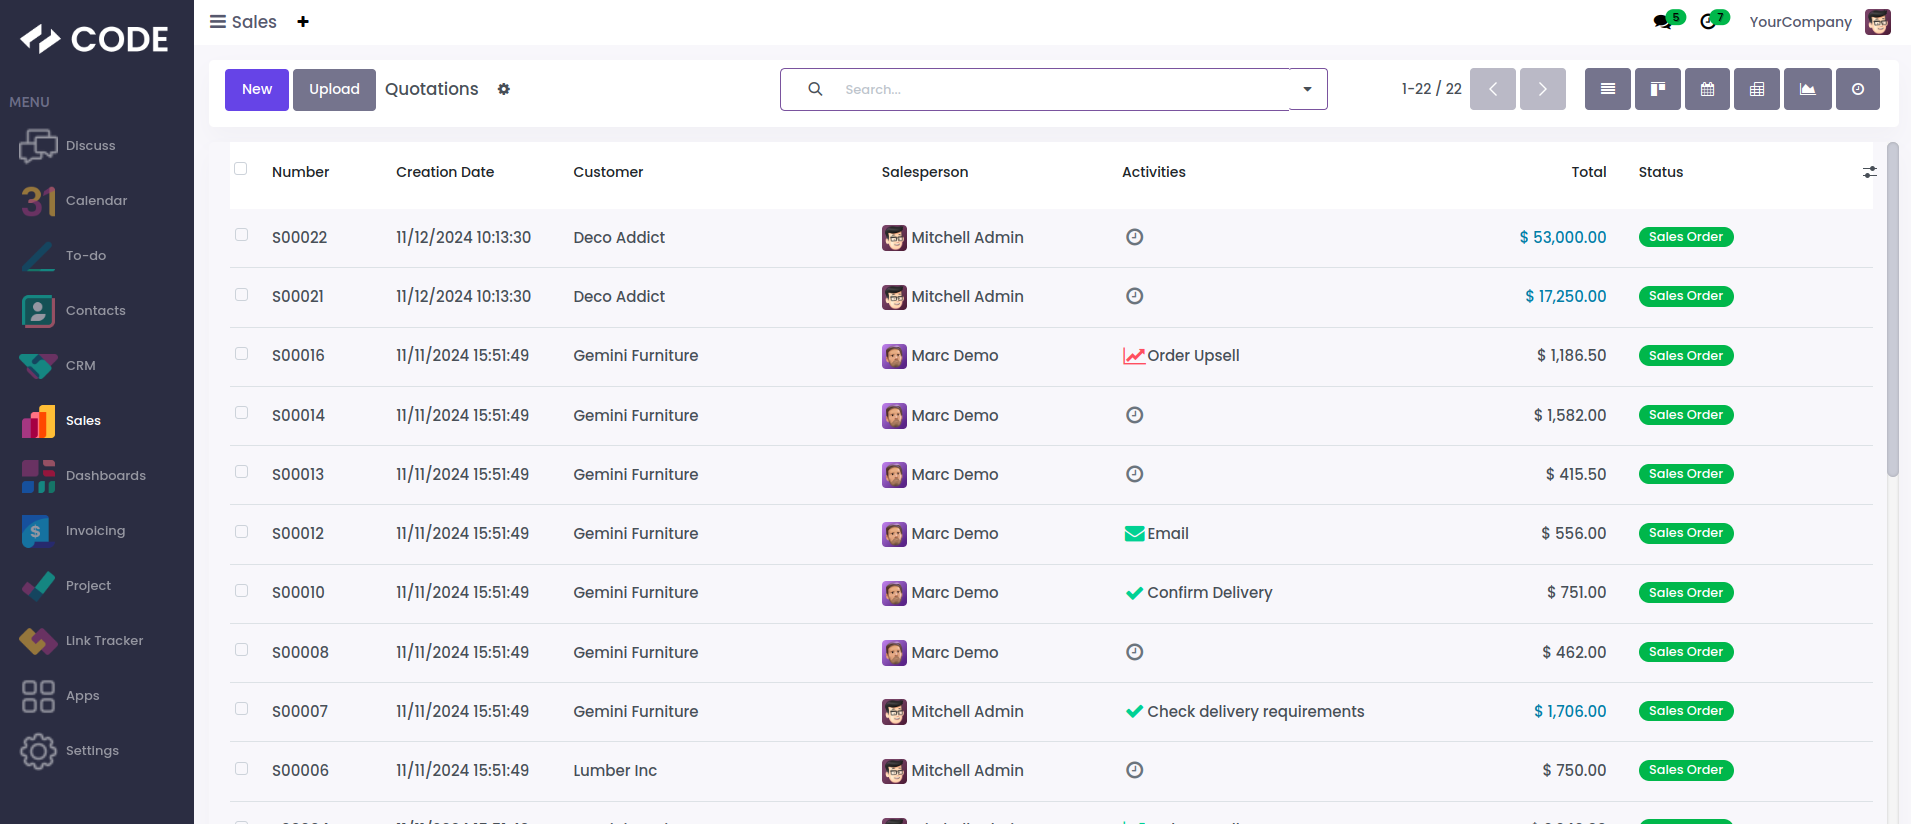 CODE
Sales +
5
7
YourCompany
MENU
Discuss
Calendar
To-do
Contacts
CRM
Sales
Dashboards
Invoicing
Project
Link Tracker
Apps
Settings
New Upload Quotations Search... 1-22 / 22
Number Creation Date Customer Salesperson Activities Total Status
S00022 11/12/2024 10:13:30 Deco Addict Mitchell Admin $ 53,000.00 Sales Order
S00021 11/12/2024 10:13:30 Deco Addict Mitchell Admin $ 17,250.00 Sales Order
S00016 11/11/2024 15:51:49 Gemini Furniture Marc Demo Order Upsell $ 1,186.50 Sales Order
S00014 11/11/2024 15:51:49 Gemini Furniture Marc Demo $ 1,582.00 Sales Order
S00013 11/11/2024 15:51:49 Gemini Furniture Marc Demo $ 415.50 Sales Order
S00012 11/11/2024 15:51:49 Gemini Furniture Marc Demo Email $ 556.00 Sales Order
S00010 11/11/2024 15:51:49 Gemini Furniture Marc Demo Confirm Delivery $ 751.00 Sales Order
S00008 11/11/2024 15:51:49 Gemini Furniture Marc Demo $ 462.00 Sales Order
S00007 11/11/2024 15:51:49 Gemini Furniture Mitchell Admin Check delivery requirements $ 1,706.00 Sales Order
S00006 11/11/2024 15:51:49 Lumber Inc Mitchell Admin $ 750.00 Sales Order